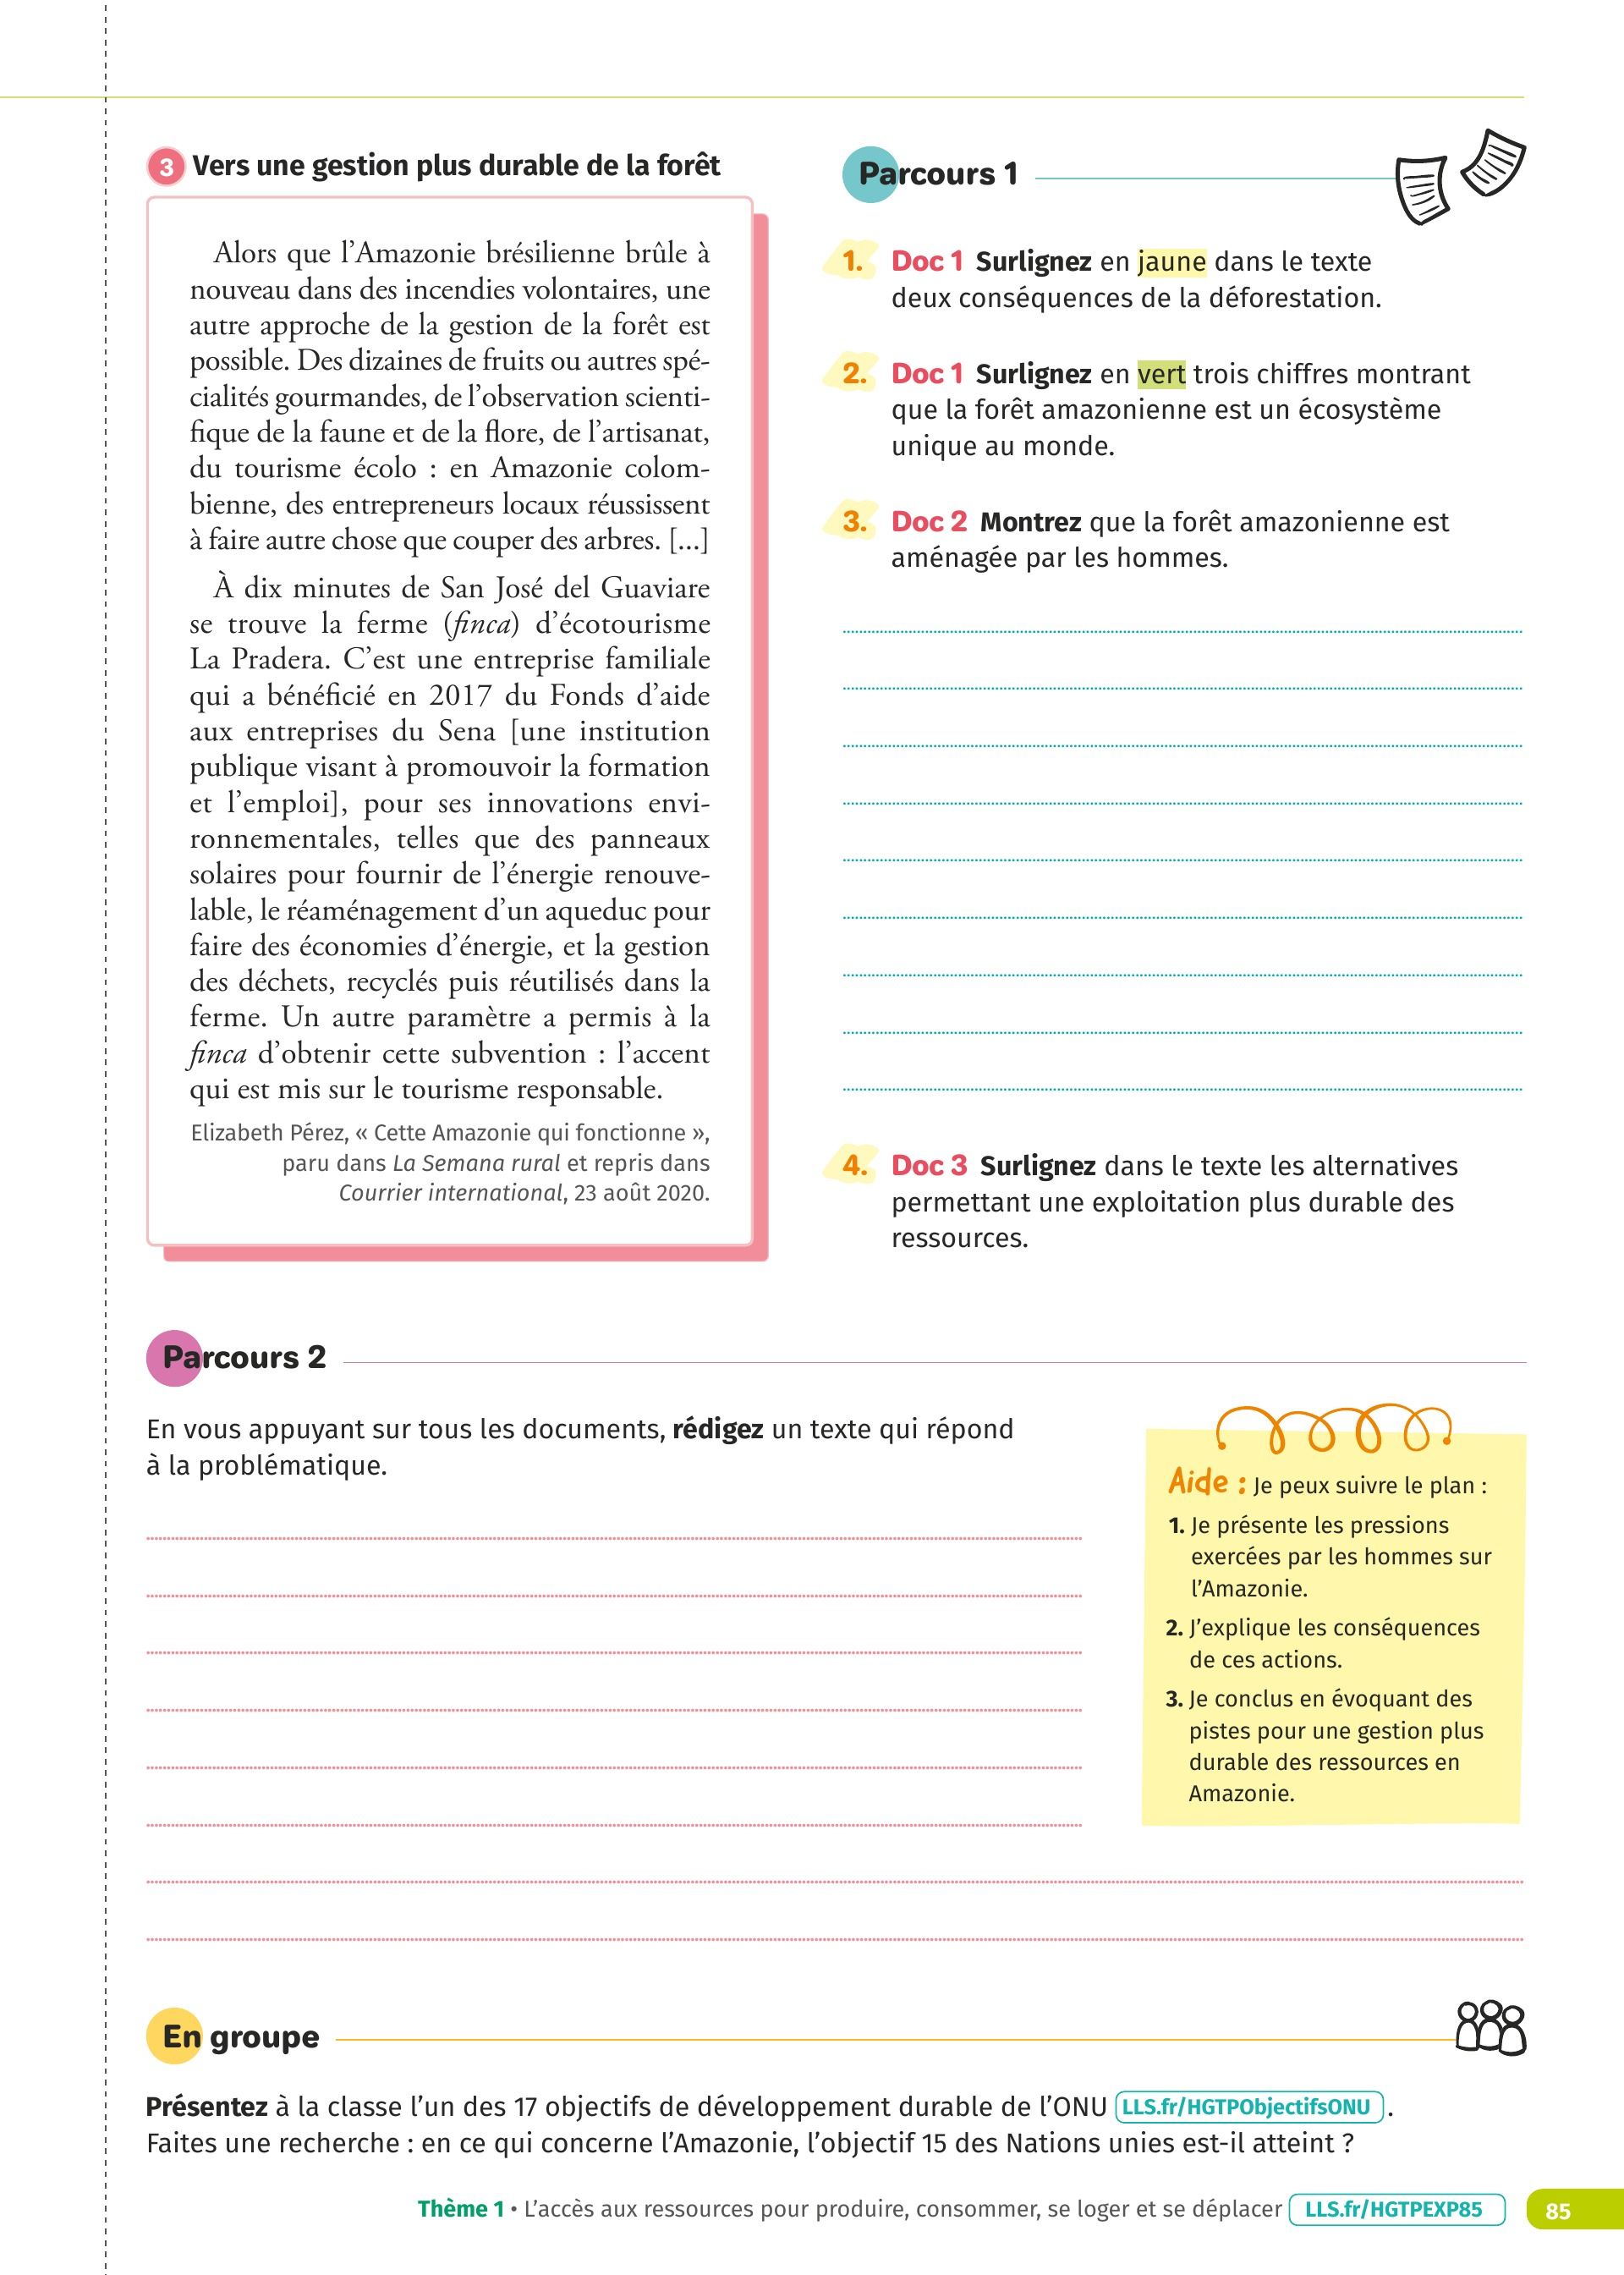 3 Vers une gestion plus durable de la forêt
Alors que l’Amazonie brésilienne brûle à
nouveau dans des incendies volontaires, une
autre approche de la gestion de la forêt est
possible. Des dizaines de fruits ou autres spé-
cialités gourmandes, de l’observation scienti-
fique de la faune et de la flore, de l’artisanat,
du tourisme écolo : en Amazonie colom-
bienne, des entrepreneurs locaux réussissent
à faire autre chose que couper des arbres. [...]
À dix minutes de San José del Guaviare
se trouve la ferme (finca) d’écotourisme
La Pradera. C’est une entreprise familiale
qui a bénéficié en 2017 du Fonds d’aide
aux entreprises du Sena [une institution
publique visant à promouvoir la formation
et l’emploi], pour ses innovations envi-
ronnementales, telles que des panneaux
solaires pour fournir de l’énergie renouve-
lable, le réaménagement d’un aqueduc pour
faire des économies d’énergie, et la gestion
des déchets, recyclés puis réutilisés dans la
ferme. Un autre paramètre a permis à la
finca d’obtenir cette subvention : l’accent
qui est mis sur le tourisme responsable.
Elizabeth Pérez, « Cette Amazonie qui fonctionne »,
paru dans La Semana rural et repris dans
Courrier international, 23 août 2020.
Parcours 1
1. Doc 1 Surlignez en jaune dans le texte
deux conséquences de la déforestation.
2. Doc 1 Surlignez en vert trois chiffres montrant
que la forêt amazonienne est un écosystème
unique au monde.
3. Doc 2 Montrez que la forêt amazonienne est
aménagée par les hommes.
4. Doc 3 Surlignez dans le texte les alternatives
permettant une exploitation plus durable des
ressources.
Parcours 2
En vous appuyant sur tous les documents, rédigez un texte qui répond
à la problématique.
Aide : Je peux suivre le plan :
1. Je présente les pressions
exercées par les hommes sur
l’Amazonie.
2. J’explique les conséquences
de ces actions.
3. Je conclus en évoquant des
pistes pour une gestion plus
durable des ressources en
Amazonie.
En groupe
Présentez à la classe l’un des 17 objectifs de développement durable de l’ONU LLS.fr/HGTPObjectifsONU .
Faites une recherche : en ce qui concerne l’Amazonie, l’objectif 15 des Nations unies est-il atteint ?
Thème 1 • L’accès aux ressources pour produire, consommer, se loger et se déplacer LLS.fr/HGTPEXP85 85